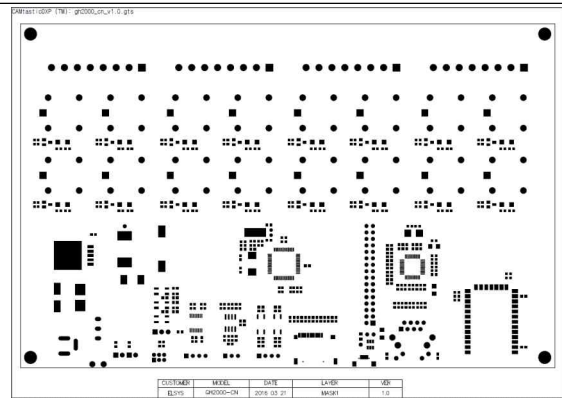 CAMtasticDXP (TM): gh2000_cn_v1.0.gts
CUSTOMER MODEL DATE LAYER VER
ELSYS GH2000-CN 2016 03 21 MASK1 1.0